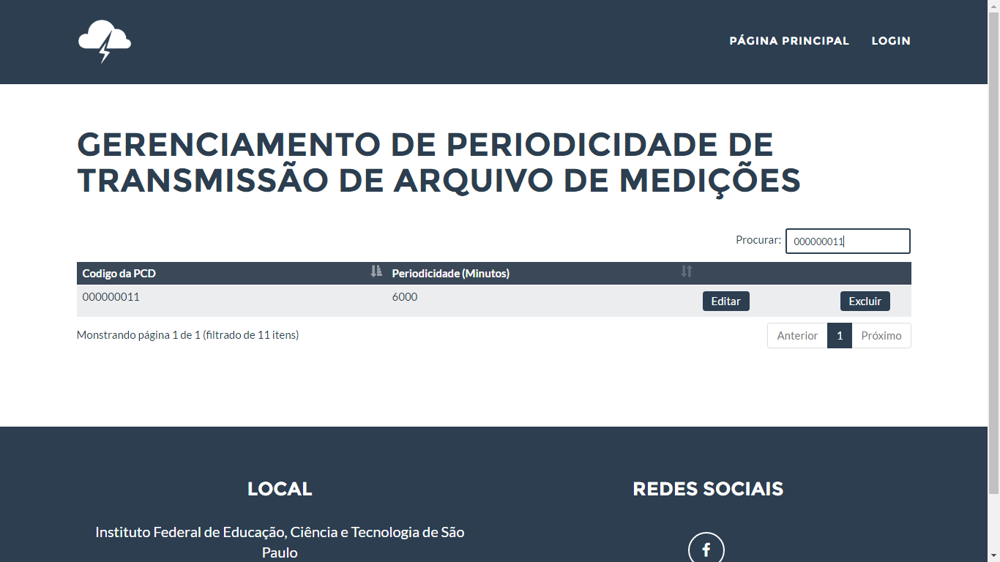 PÁGINA PRINCIPAL LOGIN
GERENCIAMENTO DE PERIODICIDADE DE
TRANSMISSÃO DE ARQUIVO DE MEDIÇÕES
Procurar: 000000011
Codigo da PCD Periodicidade (Minutos)
000000011 6000 Editar Excluir
Monstrando página 1 de 1 (filtrado de 11 itens) Anterior 1 Próximo
LOCAL REDES SOCIAIS
Instituto Federal de Educação, Ciência e Tecnologia de São
Paulo